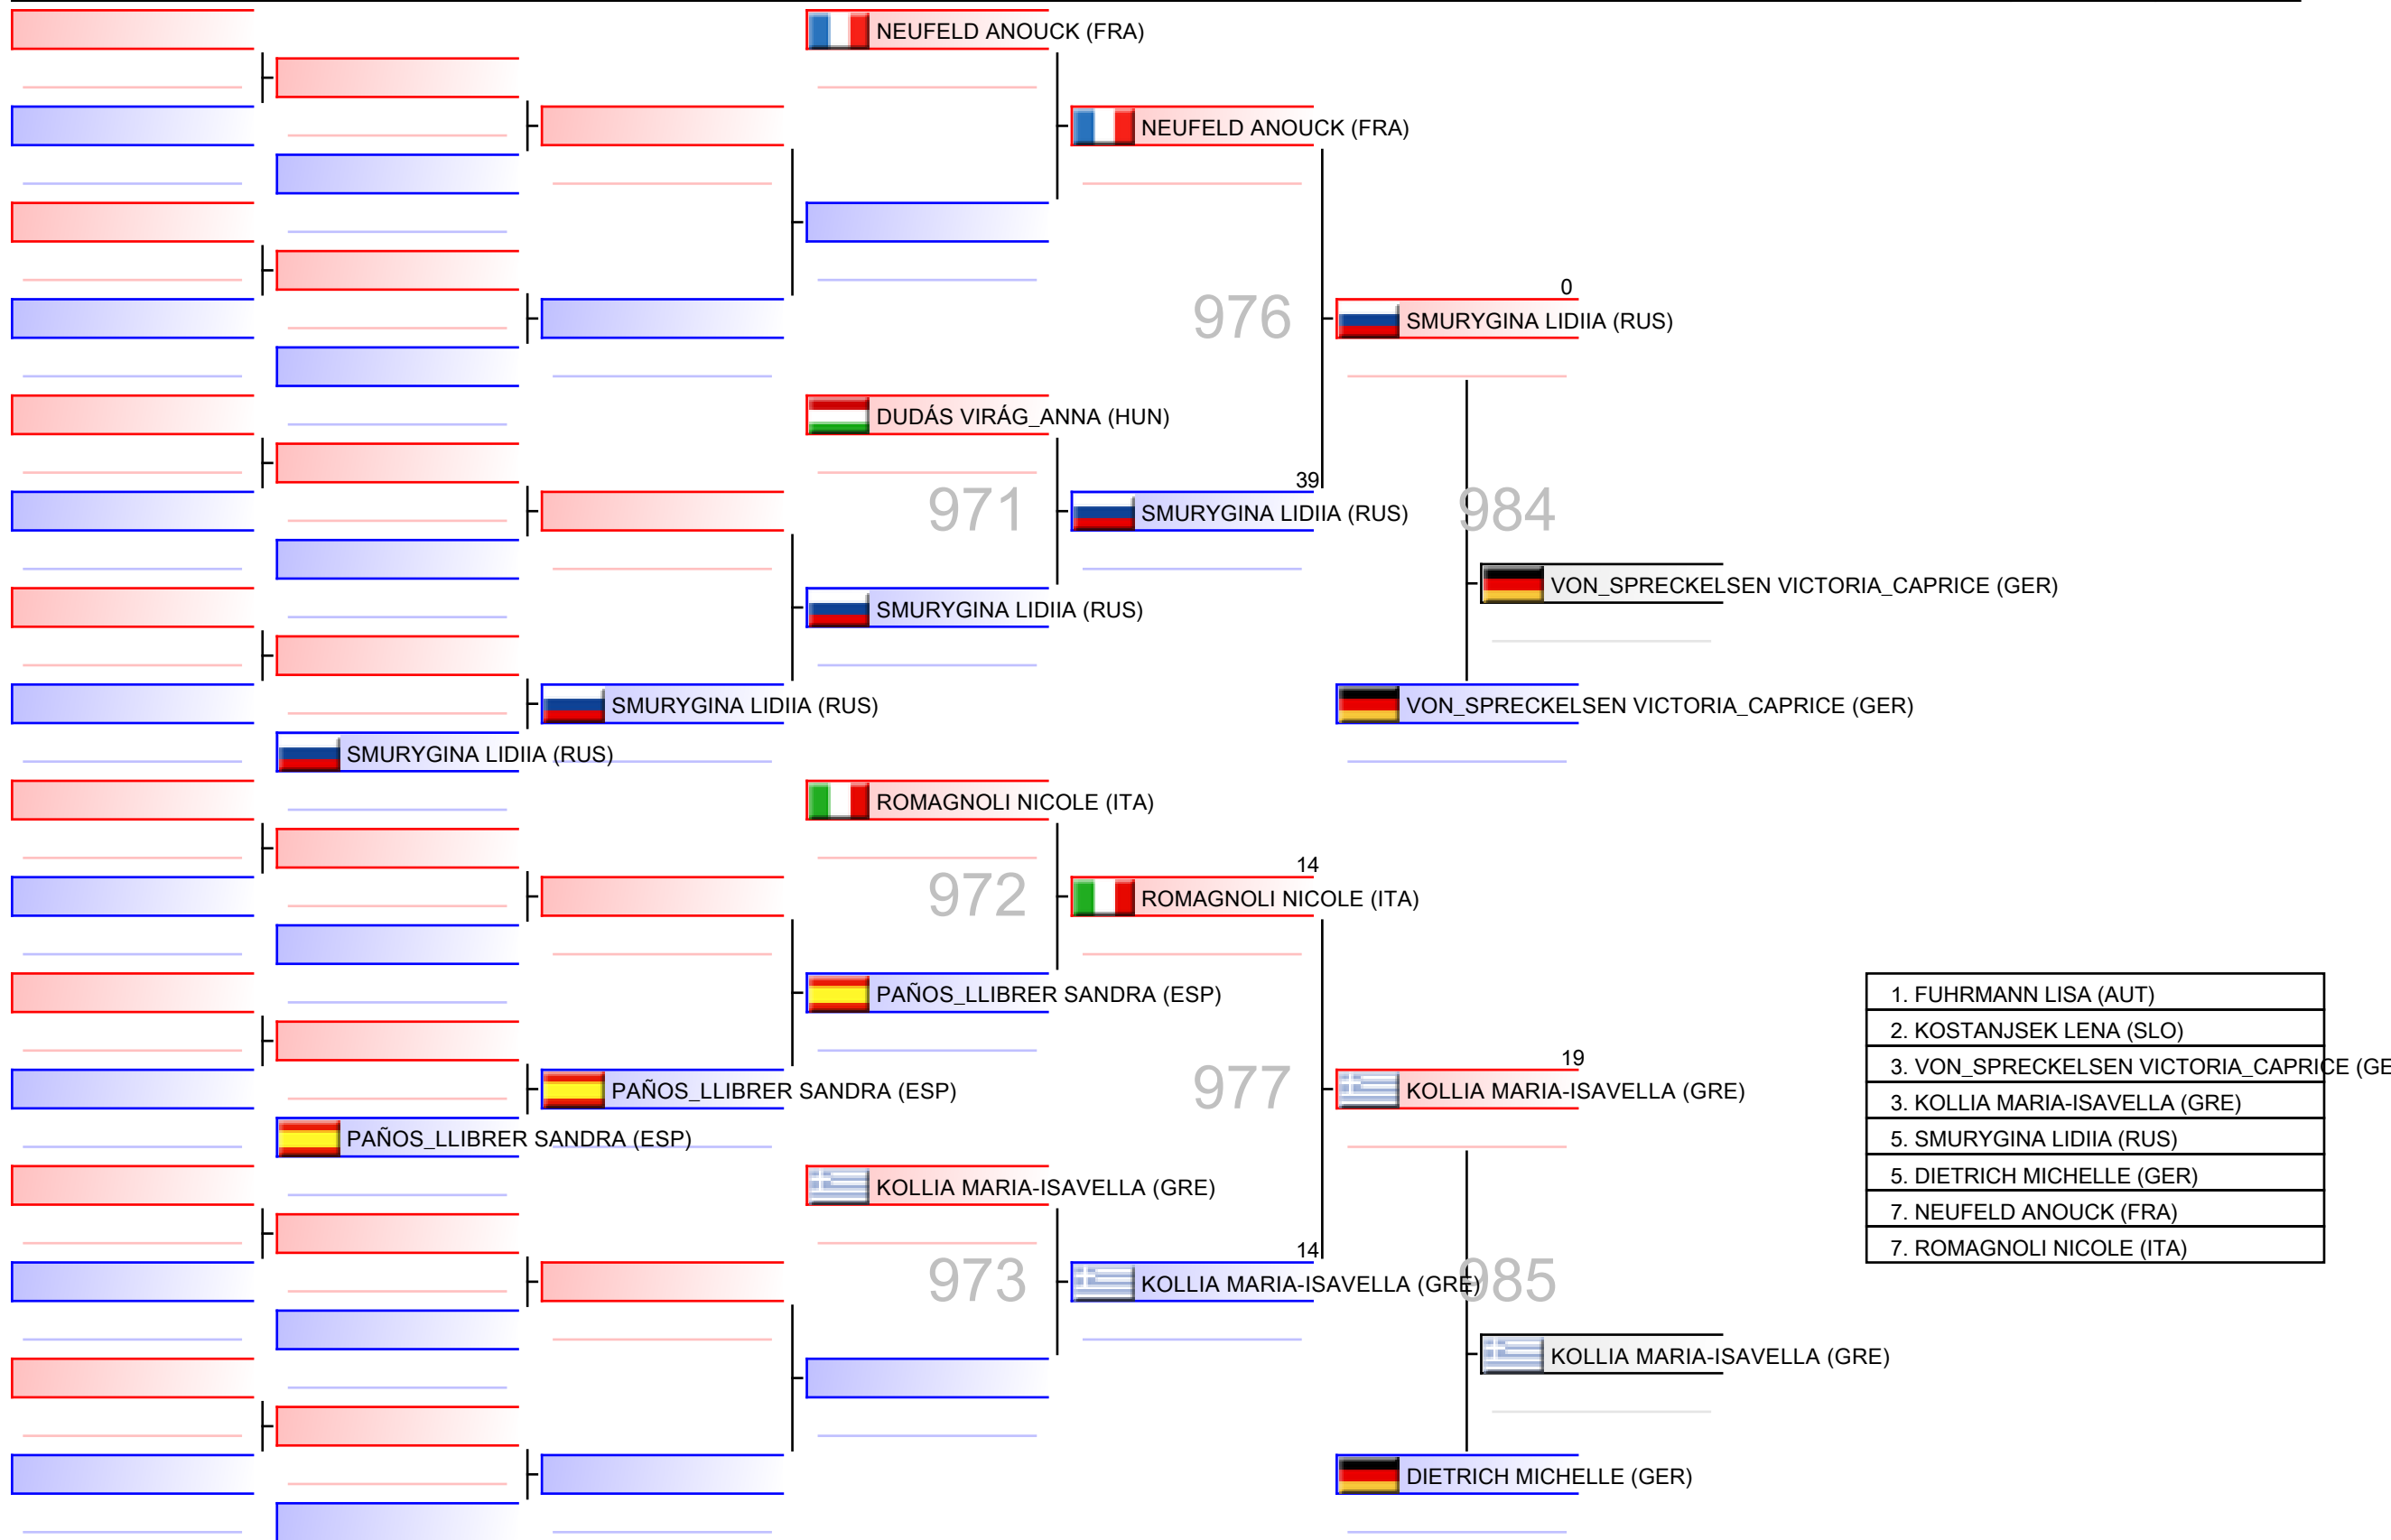 NEUFELD ANOUCK (FRA)
NEUFELD ANOUCK (FRA)
976
0
SMURYGINA LIDIIA (RUS)
DUDÁS VIRÁG_ANNA (HUN)
971
39
SMURYGINA LIDIIA (RUS)
984
VON_SPRECKELSEN VICTORIA_CAPRICE (GER)
SMURYGINA LIDIIA (RUS)
SMURYGINA LIDIIA (RUS)
VON_SPRECKELSEN VICTORIA_CAPRICE (GER)
SMURYGINA LIDIIA (RUS)
ROMAGNOLI NICOLE (ITA)
972
14
ROMAGNOLI NICOLE (ITA)
PAÑOS_LLIBRER SANDRA (ESP)
977
19
PAÑOS_LLIBRER SANDRA (ESP)
KOLLIA MARIA-ISAVELLA (GRE)
PAÑOS_LLIBRER SANDRA (ESP)
KOLLIA MARIA-ISAVELLA (GRE)
973
14
KOLLIA MARIA-ISAVELLA (GRE)
985
KOLLIA MARIA-ISAVELLA (GRE)
DIETRICH MICHELLE (GER)
1. FUHRMANN LISA (AUT)
2. KOSTANJSEK LENA (SLO)
3. VON_SPRECKELSEN VICTORIA_CAPRICE (GE
3. KOLLIA MARIA-ISAVELLA (GRE)
5. SMURYGINA LIDIIA (RUS)
5. DIETRICH MICHELLE (GER)
7. NEUFELD ANOUCK (FRA)
7. ROMAGNOLI NICOLE (ITA)